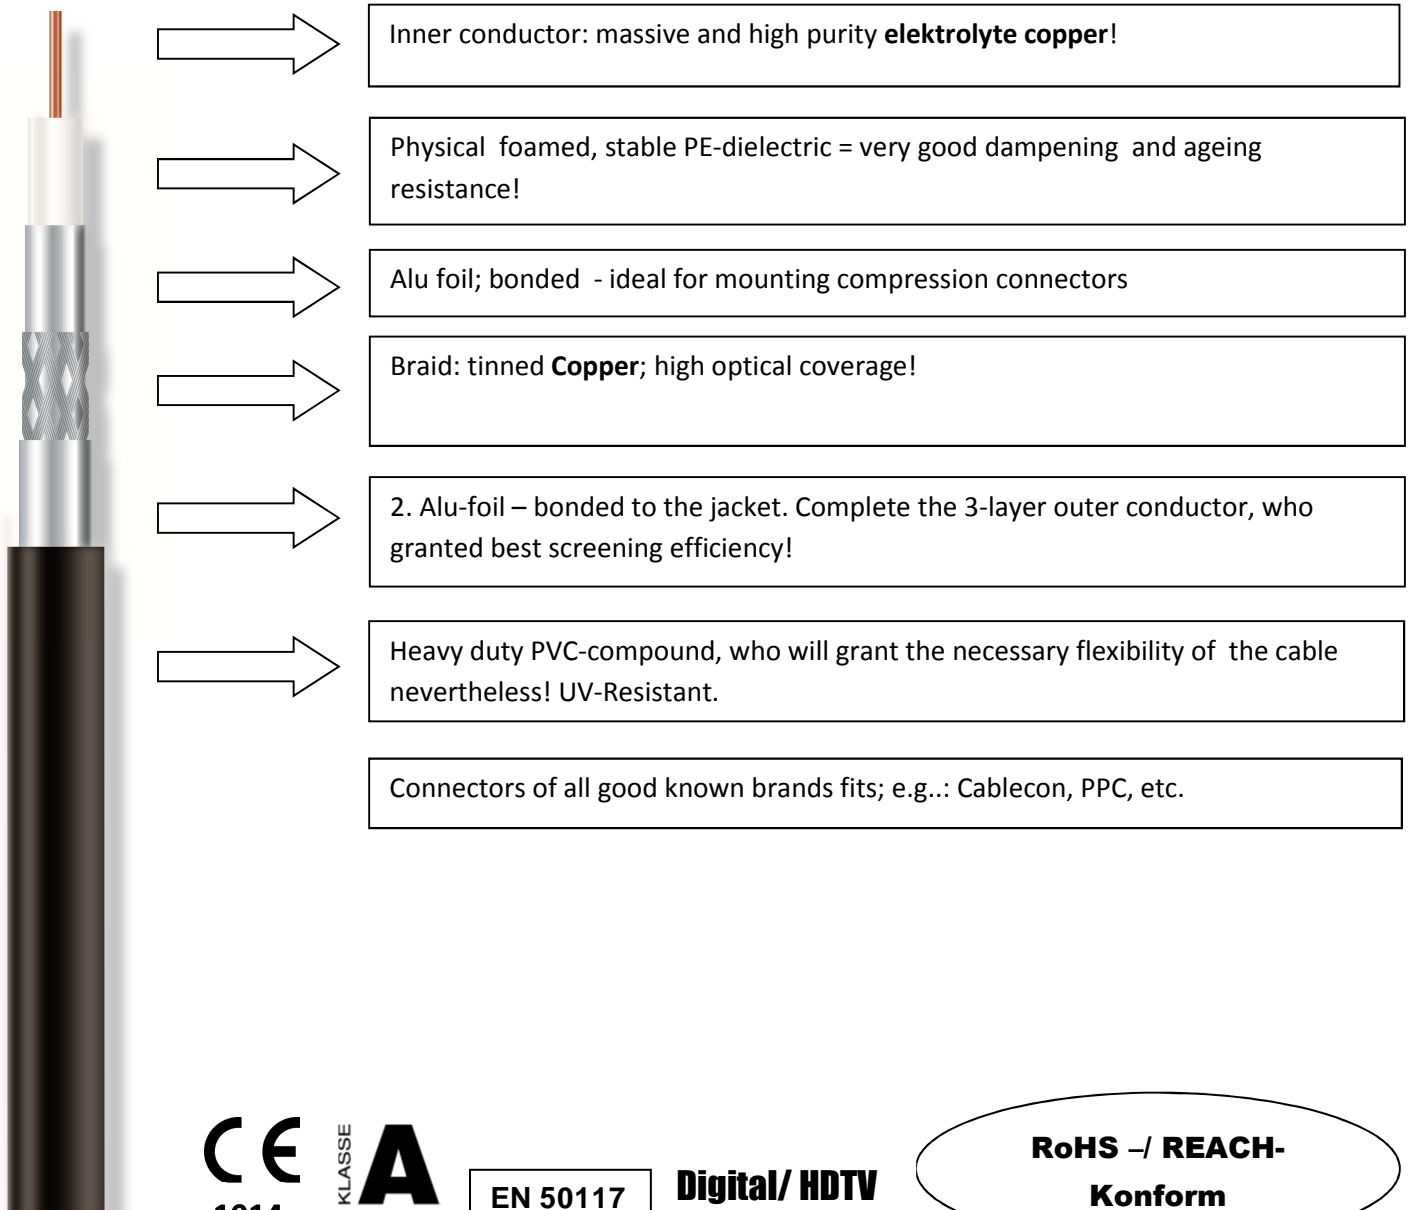 Inner conductor: massive and high purity elektrolyte copper!
Physical foamed, stable PE-dielectric = very good dampening and ageing
resistance!
Alu foil; bonded - ideal for mounting compression connectors
Braid: tinned Copper; high optical coverage!
2. Alu-foil – bonded to the jacket. Complete the 3-layer outer conductor, who
granted best screening efficiency!
Heavy duty PVC-compound, who will grant the necessary flexibility of the cable
nevertheless! UV-Resistant.
Connectors of all good known brands fits; e.g..: Cablecon, PPC, etc.
CE
KLASSE
A
EN 50117
Digital/ HDTV
RoHS –/ REACH-
Konform